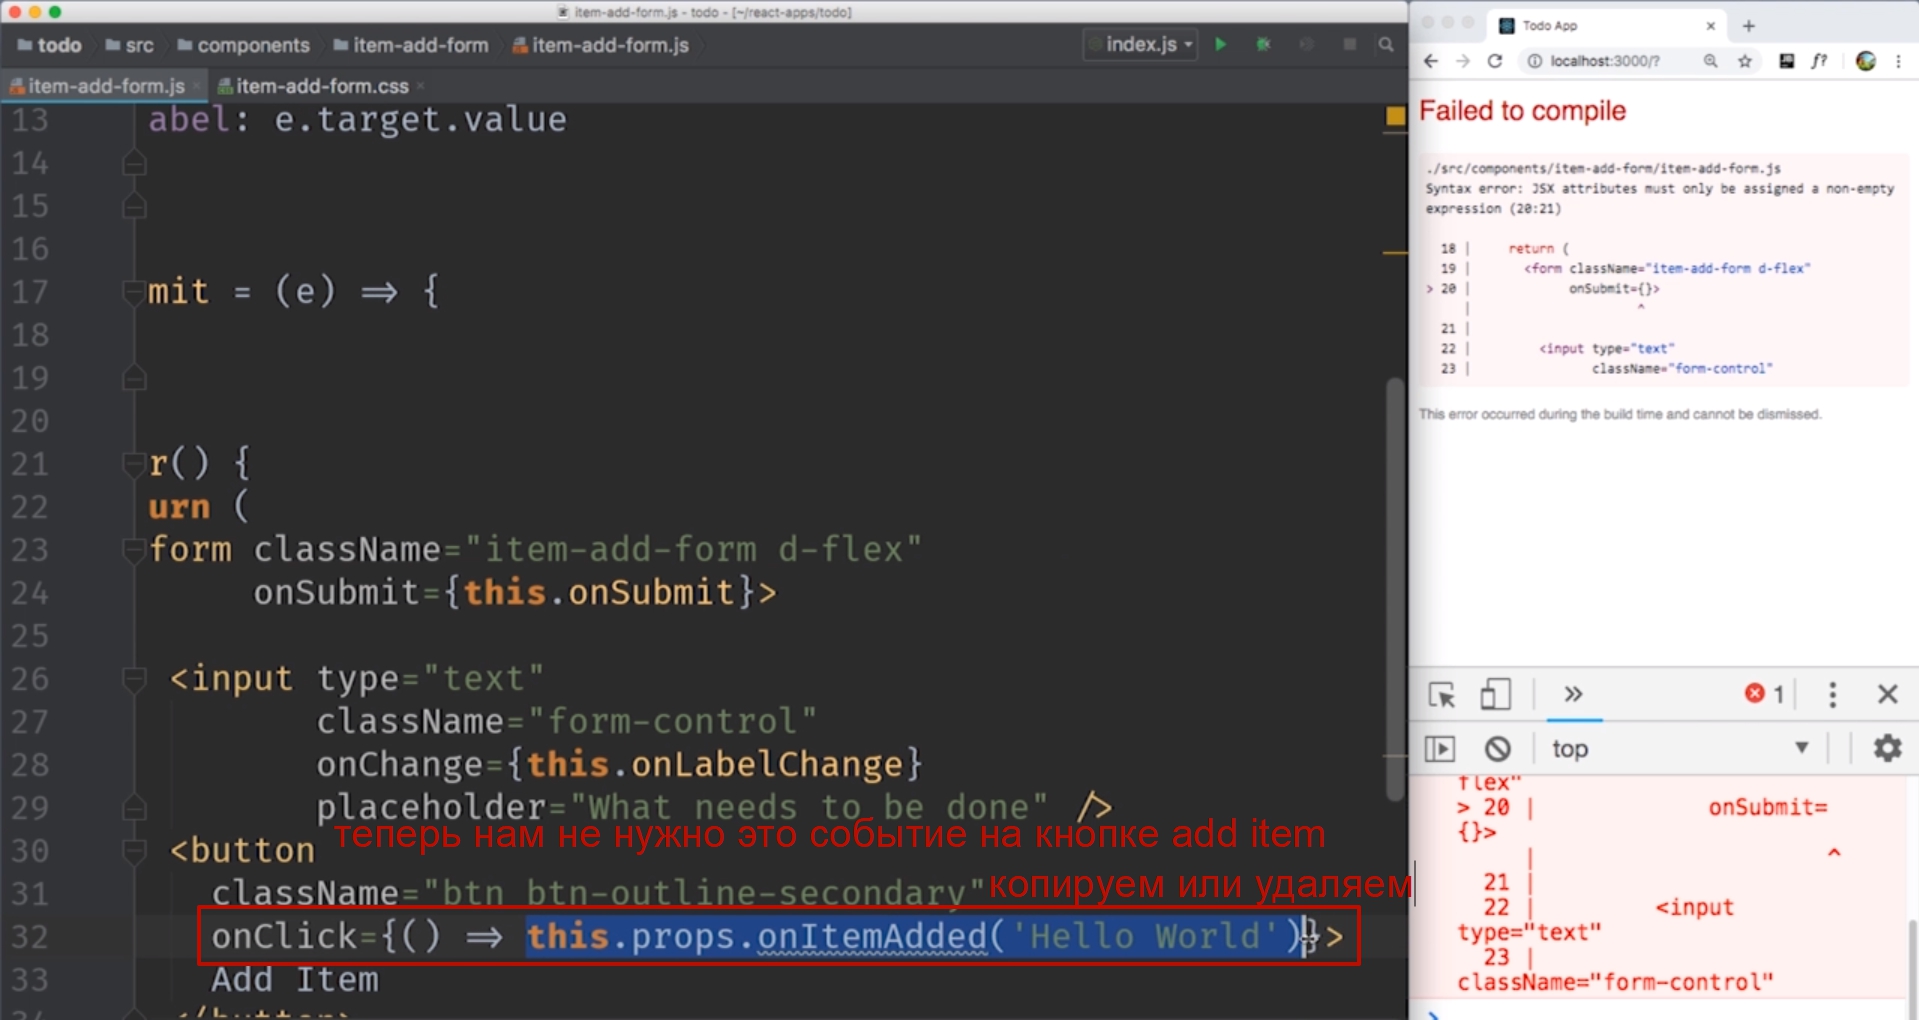 item-add-form.js - todo - [~/react-apps/todo]
todo src components item-add-form item-add-form.js index.js
item-add-form.js item-add-form.css
13 abel: e.target.value
14
15
16
17 mit = (e) => {
18
19
20
21 r() {
22 urn (
23 form className="item-add-form d-flex"
24 onSubmit={this.onSubmit}>
25
26 <input type="text"
27 className="form-control"
28 onChange={this.onLabelChange}
29 placeholder="What needs to be done" />
теперь нам не нужно это событие на кнопке add item
30 <button
31 className="btn btn-outline-secondary"
копируем или удаляем
32 onClick={() => this.props.onItemAdded('Hello World')}>
33 Add Item
34 </button>
Todo App
localhost:3000/?
f?
Failed to compile
./src/components/item-add-form/item-add-form.js
Syntax error: JSX attributes must only be assigned a non-empty
expression (20:21)
18 | return (
19 | <form className="item-add-form d-flex"
> 20 | onSubmit={}>
| ^
21 |
22 | <input type="text"
23 | className="form-control"
This error occurred during the build time and cannot be dismissed.
1
top
flex"
> 20 | onSubmit=
{}>
| ^
21 |
22 | <input
type="text"
23 |
className="form-control"